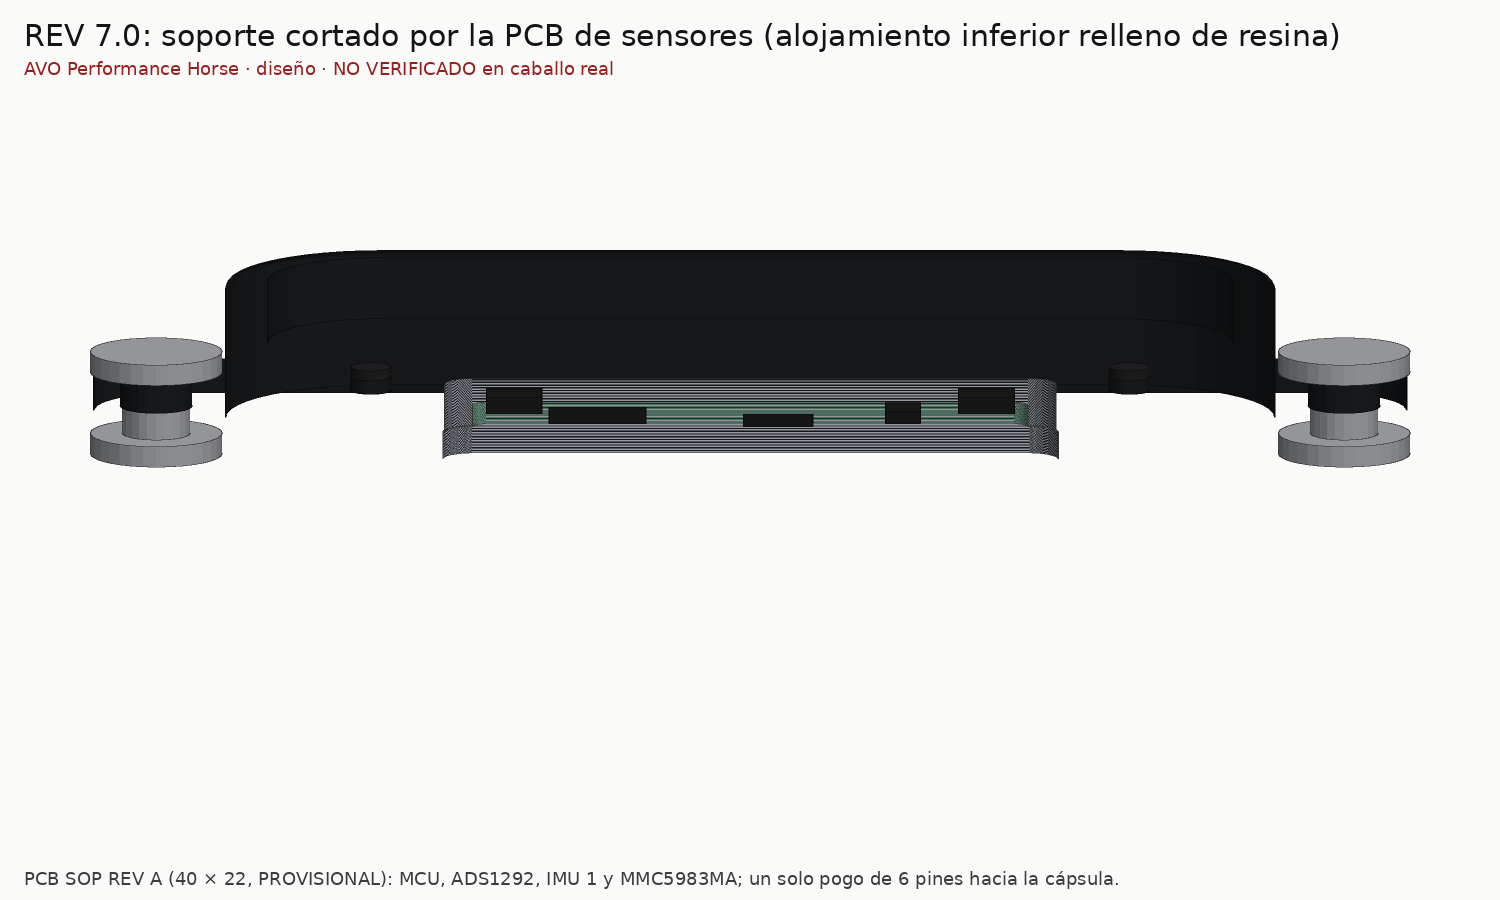 REV 7.0: soporte cortado por la PCB de sensores (alojamiento inferior relleno de resina)
AVO Performance Horse · diseño · NO VERIFICADO en caballo real
PCB SOP REV A (40 × 22, PROVISIONAL): MCU, ADS1292, IMU 1 y MMC5983MA; un solo pogo de 6 pines hacia la cápsula.